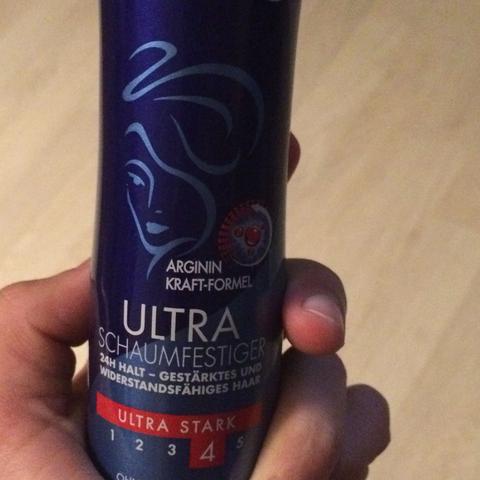 ARGININ
KRAFT-FORMEL
ULTRA
SCHAUMFESTIGER
24H HALT – GESTÄRKTES UND
WIDERSTANDSFÄHIGES HAAR
ULTRA STARK
1 2 3 4 5